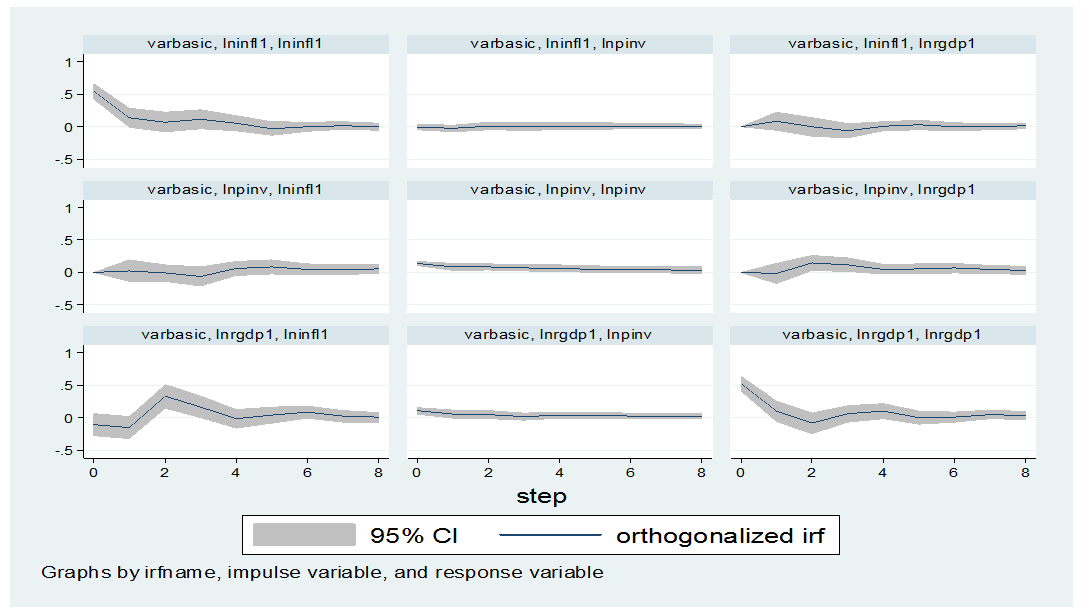 varbasic, lninfl1, lninfl1
varbasic, lninfl1, lnpinv
varbasic, lninfl1, lnrgdp1
1
.5
0
-.5
varbasic, lnpinv, lninfl1
varbasic, lnpinv, lnpinv
varbasic, lnpinv, lnrgdp1
1
.5
0
-.5
varbasic, lnrgdp1, lninfl1
varbasic, lnrgdp1, lnpinv
varbasic, lnrgdp1, lnrgdp1
1
.5
0
-.5
0 2 4 6 8
0 2 4 6 8
0 2 4 6 8
step
95% CI
orthogonalized irf
Graphs by irfname, impulse variable, and response variable